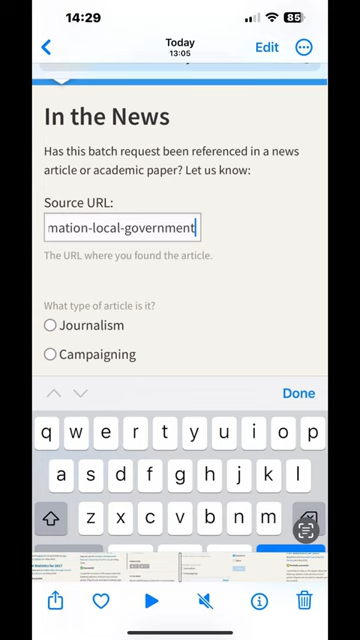 14:29
85
Today
13:05
Edit
In the News
Has this batch request been referenced in a news
article or academic paper? Let us know:
Source URL:
mation-local-government
The URL where you found the article.
What type of article is it?
Journalism
Campaigning
Done
q w e r t y u i o p
a s d f g h j k l
z x c v b n m